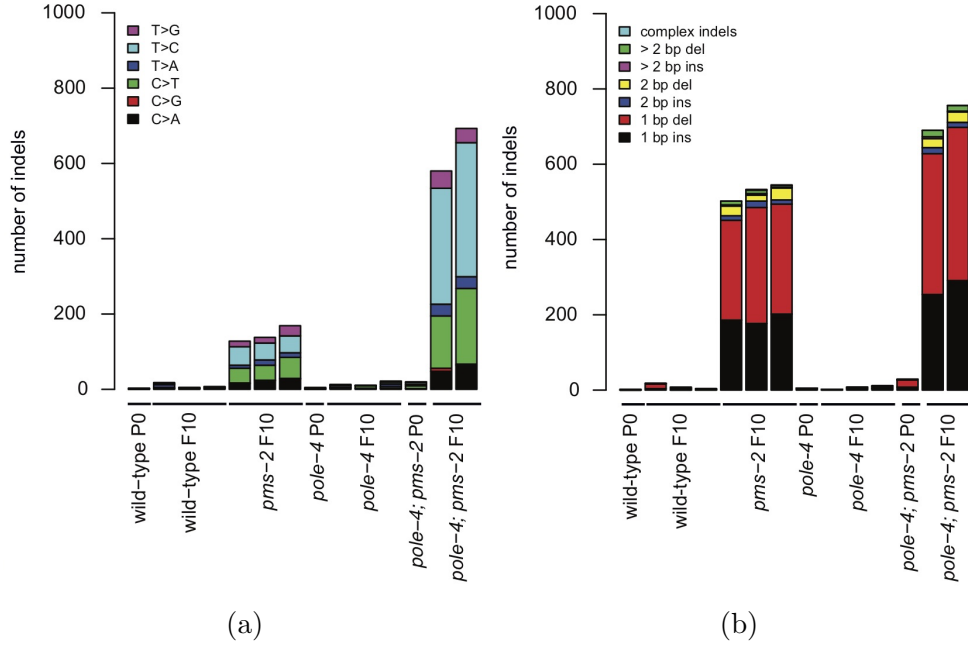 1000
800
600
400
200
0
number of indels
T>G
T>C
T>A
C>T
C>G
C>A
wild−type P0
wild−type F10
pms−2 F10
pole−4 P0
pole−4 F10
pole−4; pms−2 P0
pole−4; pms−2 F10
(a)
1000
800
600
400
200
0
number of indels
complex indels
> 2 bp del
> 2 bp ins
2 bp del
2 bp ins
1 bp del
1 bp ins
wild-type P0
wild-type F10
pms−2 F10
pole−4 P0
pole−4 F10
pole−4; pms−2 P0
pole−4; pms−2 F10
(b)